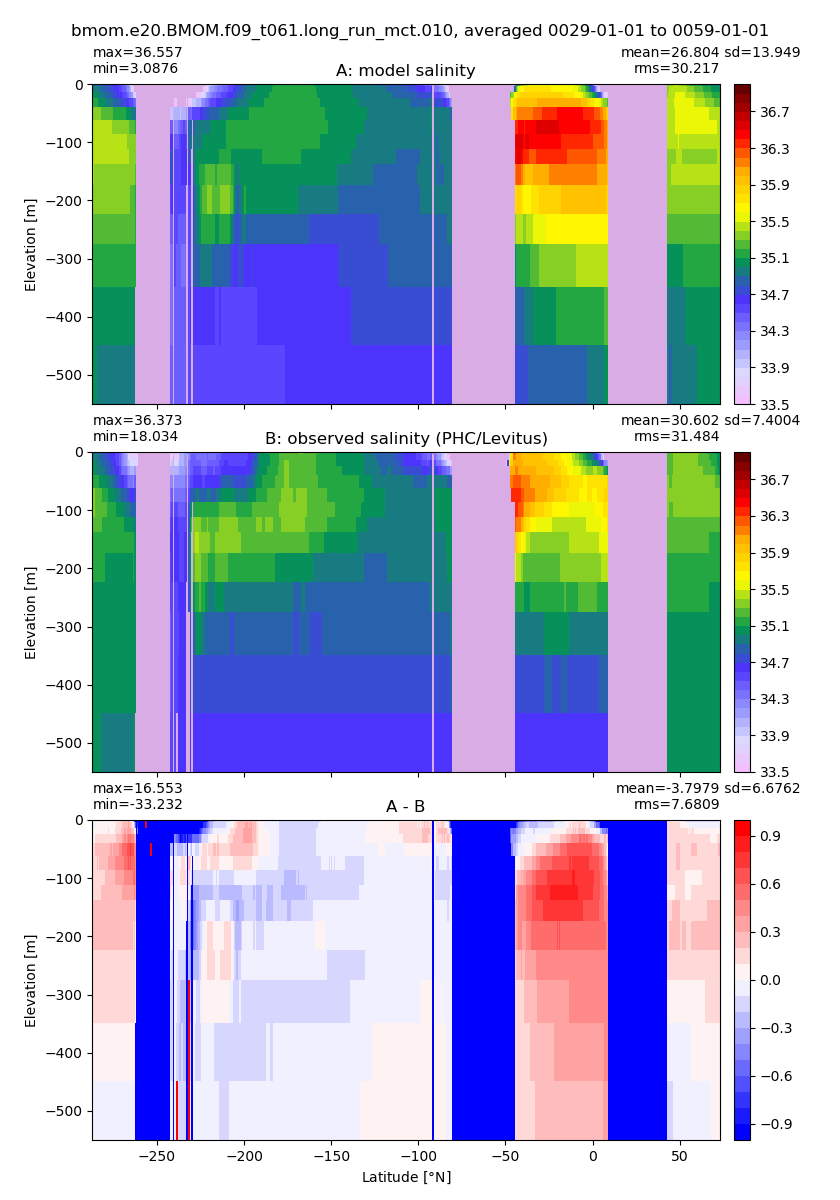 bmom.e20.BMOM.f09_t061.long_run_mct.010, averaged 0029-01-01 to 0059-01-01
max=36.557
min=3.0876
A: model salinity
mean=26.804 sd=13.949
rms=30.217
0
−100
−200
−300
−400
−500
Elevation [m]
36.7
36.3
35.9
35.5
35.1
34.7
34.3
33.9
33.5
max=36.373
min=18.034
B: observed salinity (PHC/Levitus)
mean=30.602 sd=7.4004
rms=31.484
0
−100
−200
−300
−400
−500
Elevation [m]
36.7
36.3
35.9
35.5
35.1
34.7
34.3
33.9
33.5
max=16.553
min=-33.232
A - B
mean=-3.7979 sd=6.6762
rms=7.6809
0
−100
−200
−300
−400
−500
Elevation [m]
0.9
0.6
0.3
0.0
−0.3
−0.6
−0.9
−250
−200
−150
−100
−50
0
50
Latitude [°N]